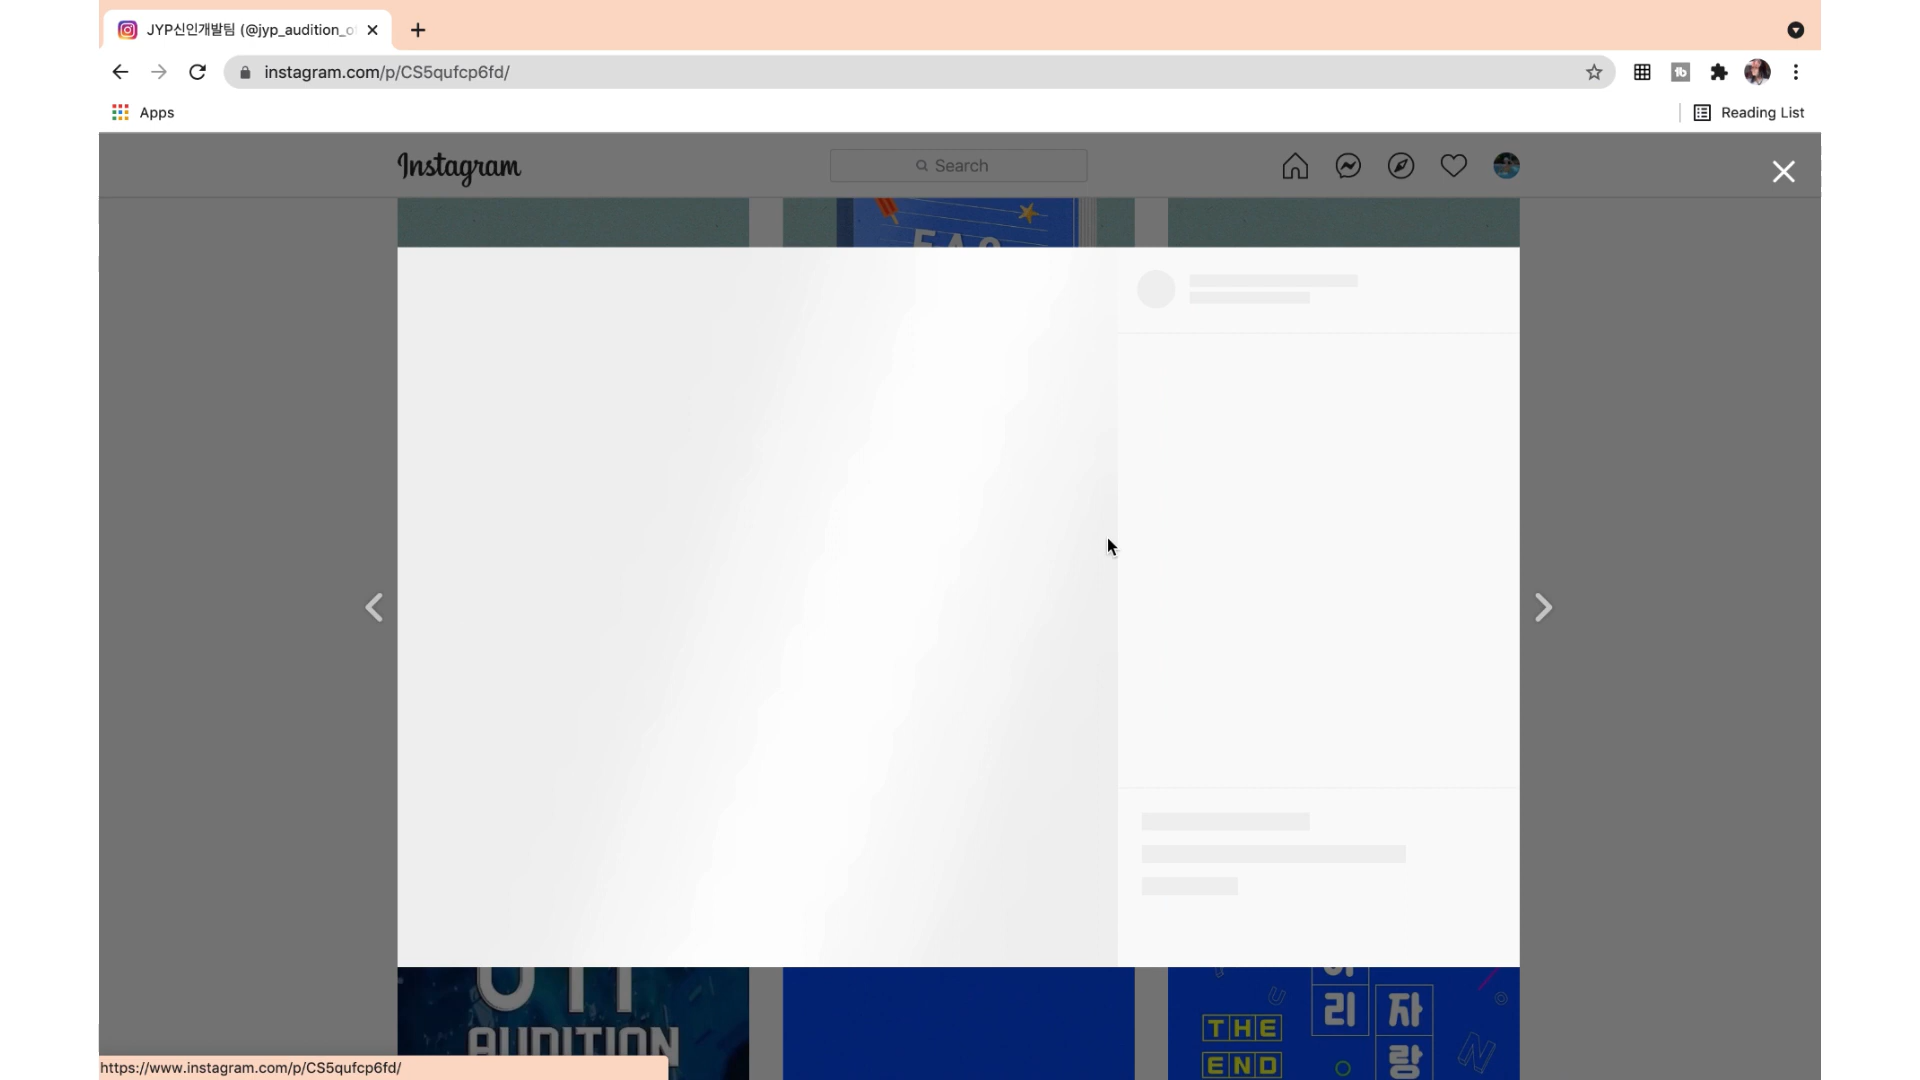 JYP신인개발팀 (@jyp_audition_o
instagram.com/p/CS5qufcp6fd/
Apps
Reading List
Instagram
Search
F.A.Q
AUDITION
THE
END
리
자
랑
N
https://www.instagram.com/p/CS5qufcp6fd/